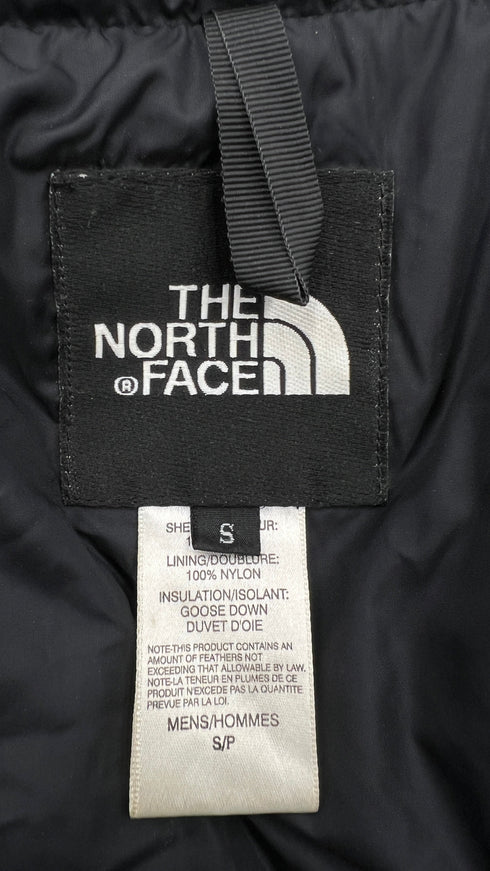 THE
NORTH
® FACE
S
LINING/DOUBLURE:
100% NYLON
INSULATION/ISOLANT:
GOOSE DOWN
DUVET D'OIE
NOTE-THIS PRODUCT CONTAINS AN
AMOUNT OF FEATHERS NOT
EXCEEDING THAT ALLOWABLE BY LAW.
NOTE-LA TENEUR EN PLUMES DE CE
PRODUIT N'EXCEDE PAS LA QUANTITE
PREVUE PAR LA LOI.
MENS/HOMMES
S/P